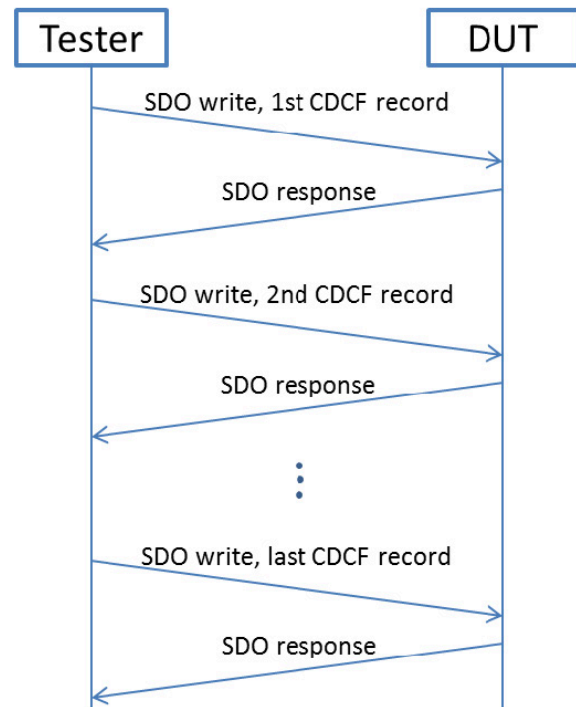 Tester
DUT
SDO write, 1st CDCF record
SDO response
SDO write, 2nd CDCF record
SDO response
SDO write, last CDCF record
SDO response